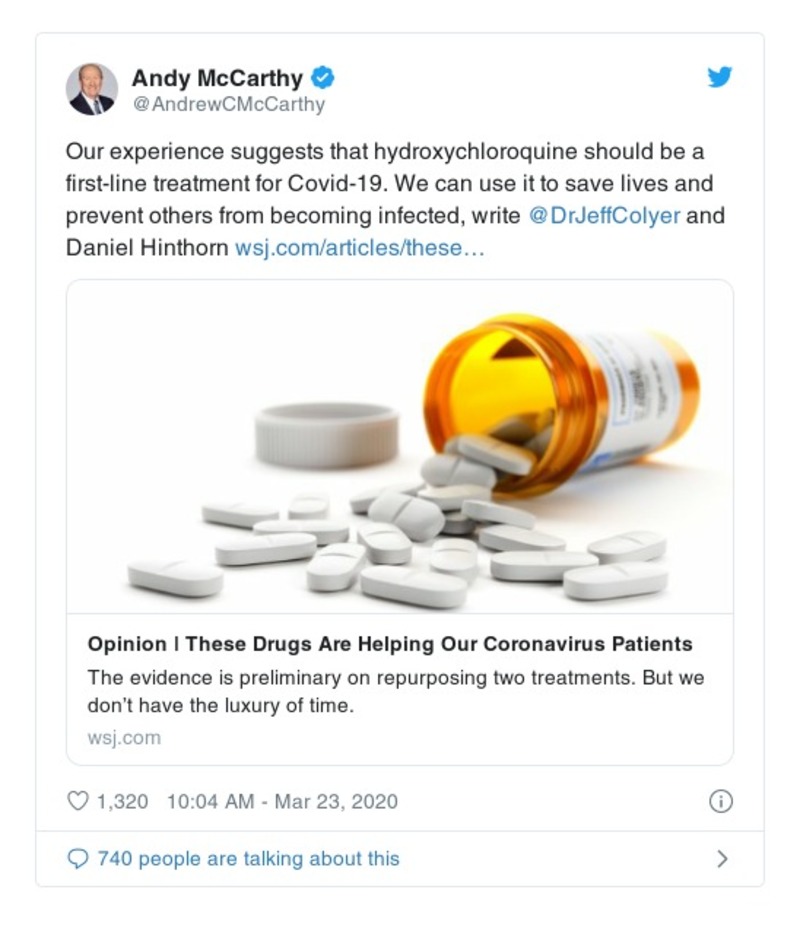 Andy McCarthy
@AndrewCMcCarthy
Our experience suggests that hydroxychloroquine should be a
first-line treatment for Covid-19. We can use it to save lives and
prevent others from becoming infected, write @DrJeffColyer and
Daniel Hinthorn wsj.com/articles/these…
Opinion | These Drugs Are Helping Our Coronavirus Patients
The evidence is preliminary on repurposing two treatments. But we
don’t have the luxury of time.
wsj.com
1,320 10:04 AM - Mar 23, 2020
740 people are talking about this